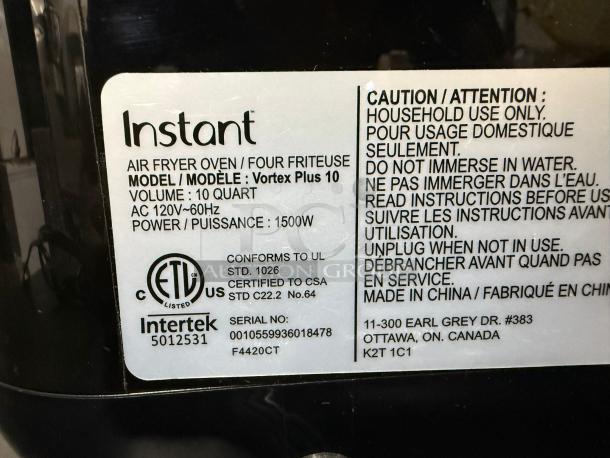 Instant™
AIR FRYER OVEN / FOUR FRITEUSE
MODEL / MODÈLE : Vortex Plus 10
VOLUME : 10 QUART
AC 120V~60Hz
POWER / PUISSANCE : 1500W
C ETL US
LISTED
Intertek
5012531
CONFORMS TO UL
STD. 1026
CERTIFIED TO CSA
STD C22.2 No.64
SERIAL NO:
0010559936018478
F4420CT
CAUTION / ATTENTION :
HOUSEHOLD USE ONLY.
POUR USAGE DOMESTIQUE
SEULEMENT.
DO NOT IMMERSE IN WATER.
NE PAS IMMERGER DANS L'EAU.
READ INSTRUCTIONS BEFORE US
SUIVRE LES INSTRUCTIONS AVAN
UTILISATION.
UNPLUG WHEN NOT IN USE.
DÉBRANCHER AVANT QUAND PAS
EN SERVICE.
MADE IN CHINA / FABRIQUÉ EN CHIN
11-300 EARL GREY DR. #383
OTTAWA, ON. CANADA
K2T 1C1
PCI
AUCTION GROUP